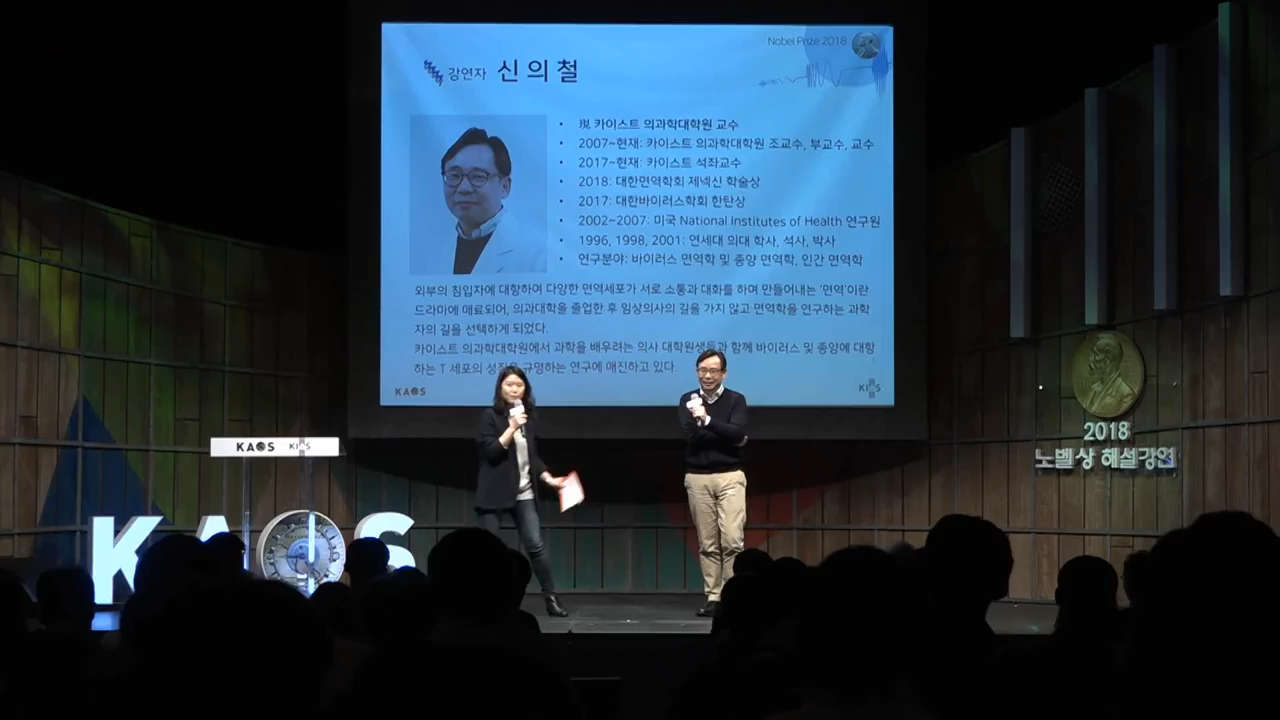 Nobel Prize 2018
강연자 신의철
• 現 카이스트 의과학대학원 교수
• 2007~현재: 카이스트 의과학대학원 조교수, 부교수, 교수
• 2017~현재: 카이스트 석좌교수
• 2018: 대한면역학회 제넥신 학술상
• 2017: 대한바이러스학회 한탄상
• 2002~2007: 미국 National Institutes of Health 연구원
• 1996, 1998, 2001: 연세대 의대 학사, 석사, 박사
• 연구분야: 바이러스 면역학 및 종양 면역학, 인간 면역학
외부의 침입자에 대항하여 다양한 면역세포가 서로 소통과 대화를 하며 만들어내는 '면역'이란
드라마에 매료되어, 의과대학을 졸업한 후 임상의사의 길을 가지 않고 면역학을 연구하는 과학
자의 길을 선택하게 되었다.
카이스트 의과학대학원에서 과학을 배우려는 의사 대학원생들과 함께 바이러스 및 종양에 대항
하는 T 세포의 성질을 규명하는 연구에 매진하고 있다.
KAOS
KIAS
KAOS KIAS
KAOS
2018
노벨상 해설강연